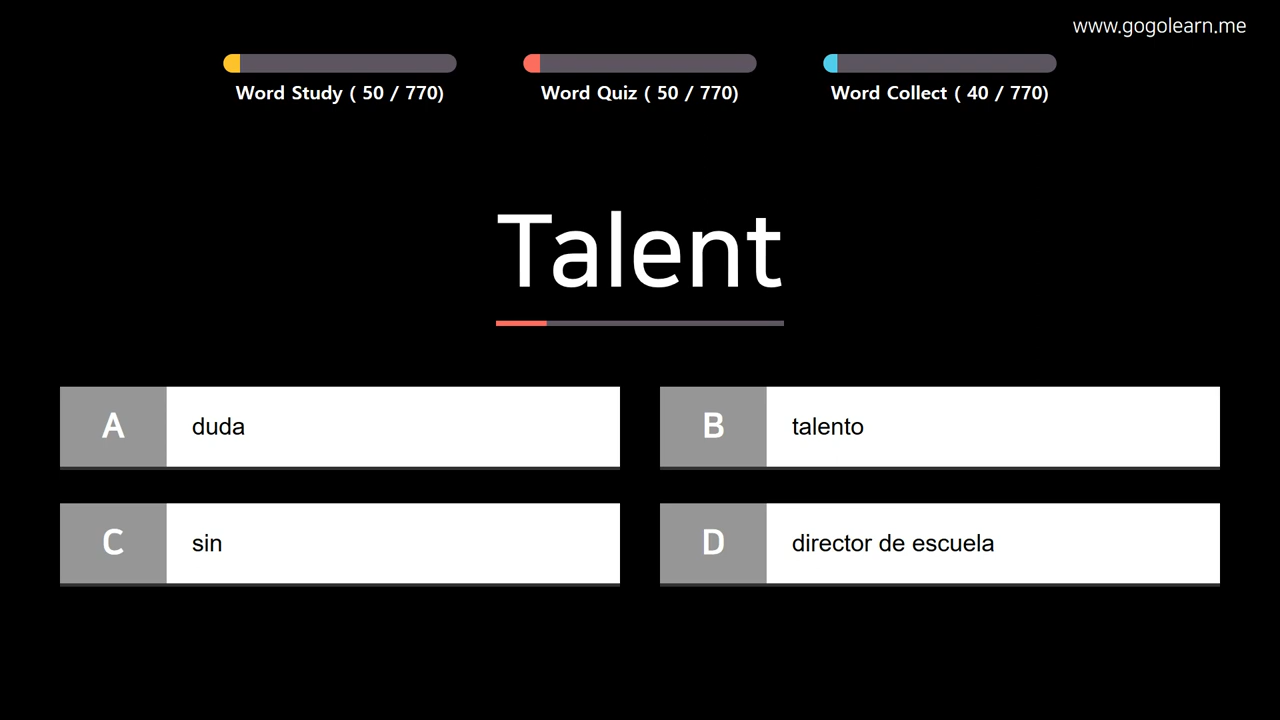 www.gogolearn.me
Word Study ( 50 / 770)
Word Quiz ( 50 / 770)
Word Collect ( 40 / 770)
Talent
A duda
B talento
C sin
D director de escuela